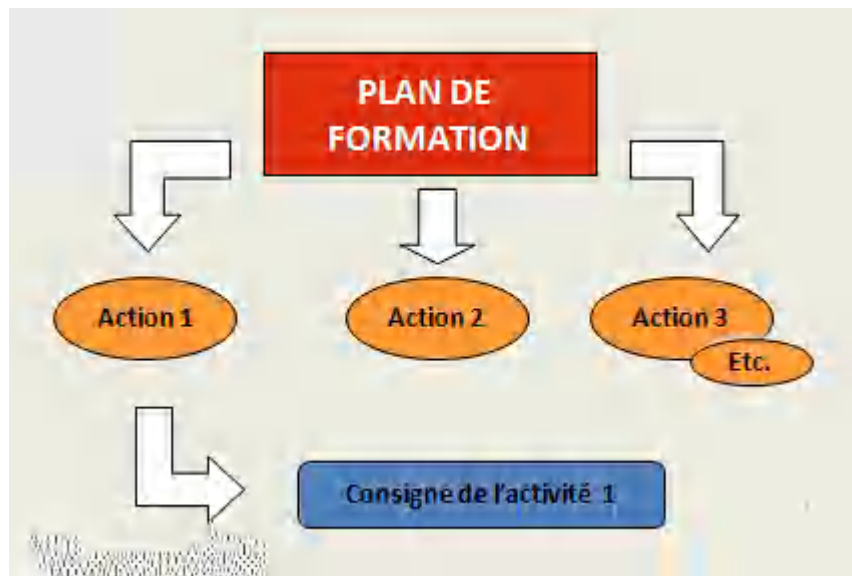 PLAN DE
FORMATION
Action 1
Action 2
Action 3
Etc.
Consigne de l'activité 1